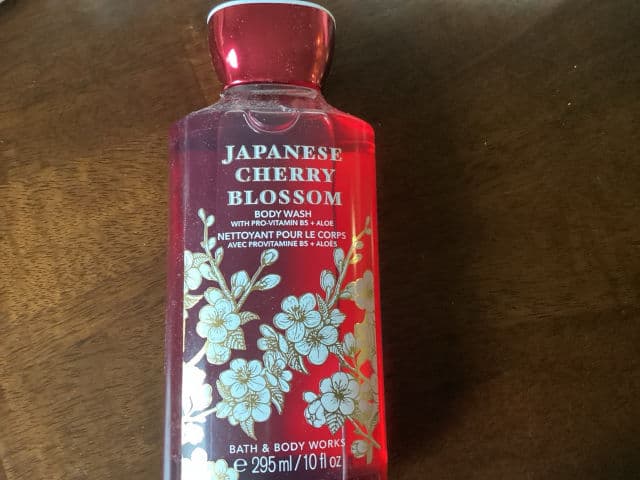 JAPANESE
CHERRY
BLOSSOM
BODY WASH
WITH PRO-VITAMIN B5 + ALOE
NETTOYANT POUR LE CORPS
AVEC PROVITAMINE B5 + ALOÈS
BATH & BODY WORKS
℮ 295 ml / 10 fl oz